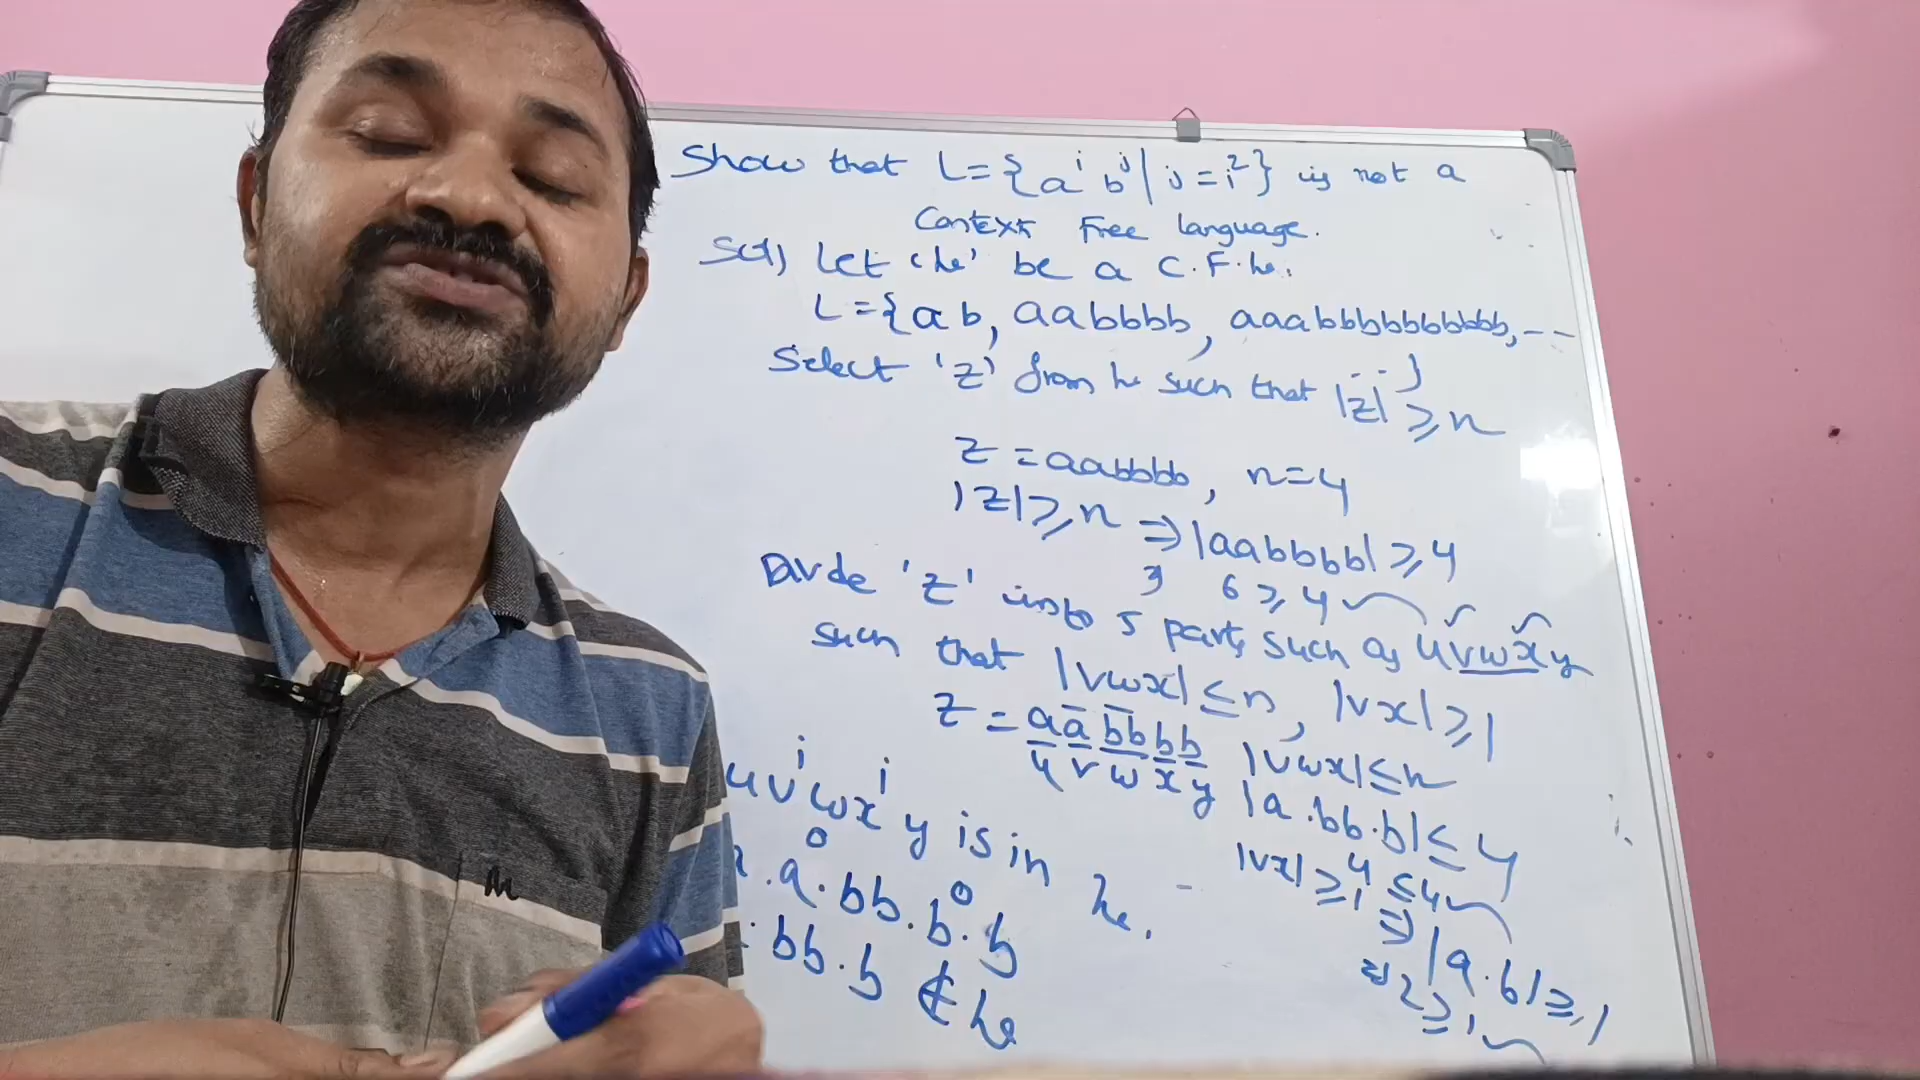 Show that L = {a^i b^j | j = i^2} is not a
Context Free language.
Sol) Let 'L' be a C.F.L.
L = {ab, aabbbb, aaabbbbbbbbb, --
--}
Select 'z' from L such that |z| ≥ n
z = aabbbb, n = 4
|z| ≥ n ⇒ |aabbbb| ≥ 4
6 ≥ 4 ✓
Divide 'z' into 5 parts such as uvwxy
such that |vwx| ≤ n, |vx| ≥ 1
z = aabbbb |vwx| ≤ n
u v w x y |a.bb.b| ≤ 4
4 ≤ 4 ✓
|vx| ≥ 1 ⇒ |a.b| ≥ 1
⇒ 2 ≥ 1 ✓
uv^i wx^i y is in L.
.a^0.bb.b^0.b
bb.b ∉ L
M